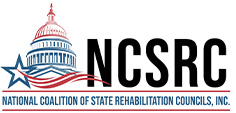 NCSRC
NATIONAL COALITION OF STATE REHABILITATION COUNCILS, INC.